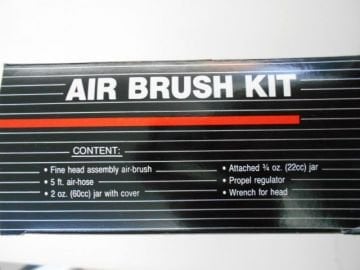 AIR BRUSH KIT
CONTENT:
• Fine head assembly air-brush
• 5 ft. air-hose
• 2 oz. (60cc) jar with cover
• Attached ¾ oz. (22cc) jar
• Propel regulator
• Wrench for head